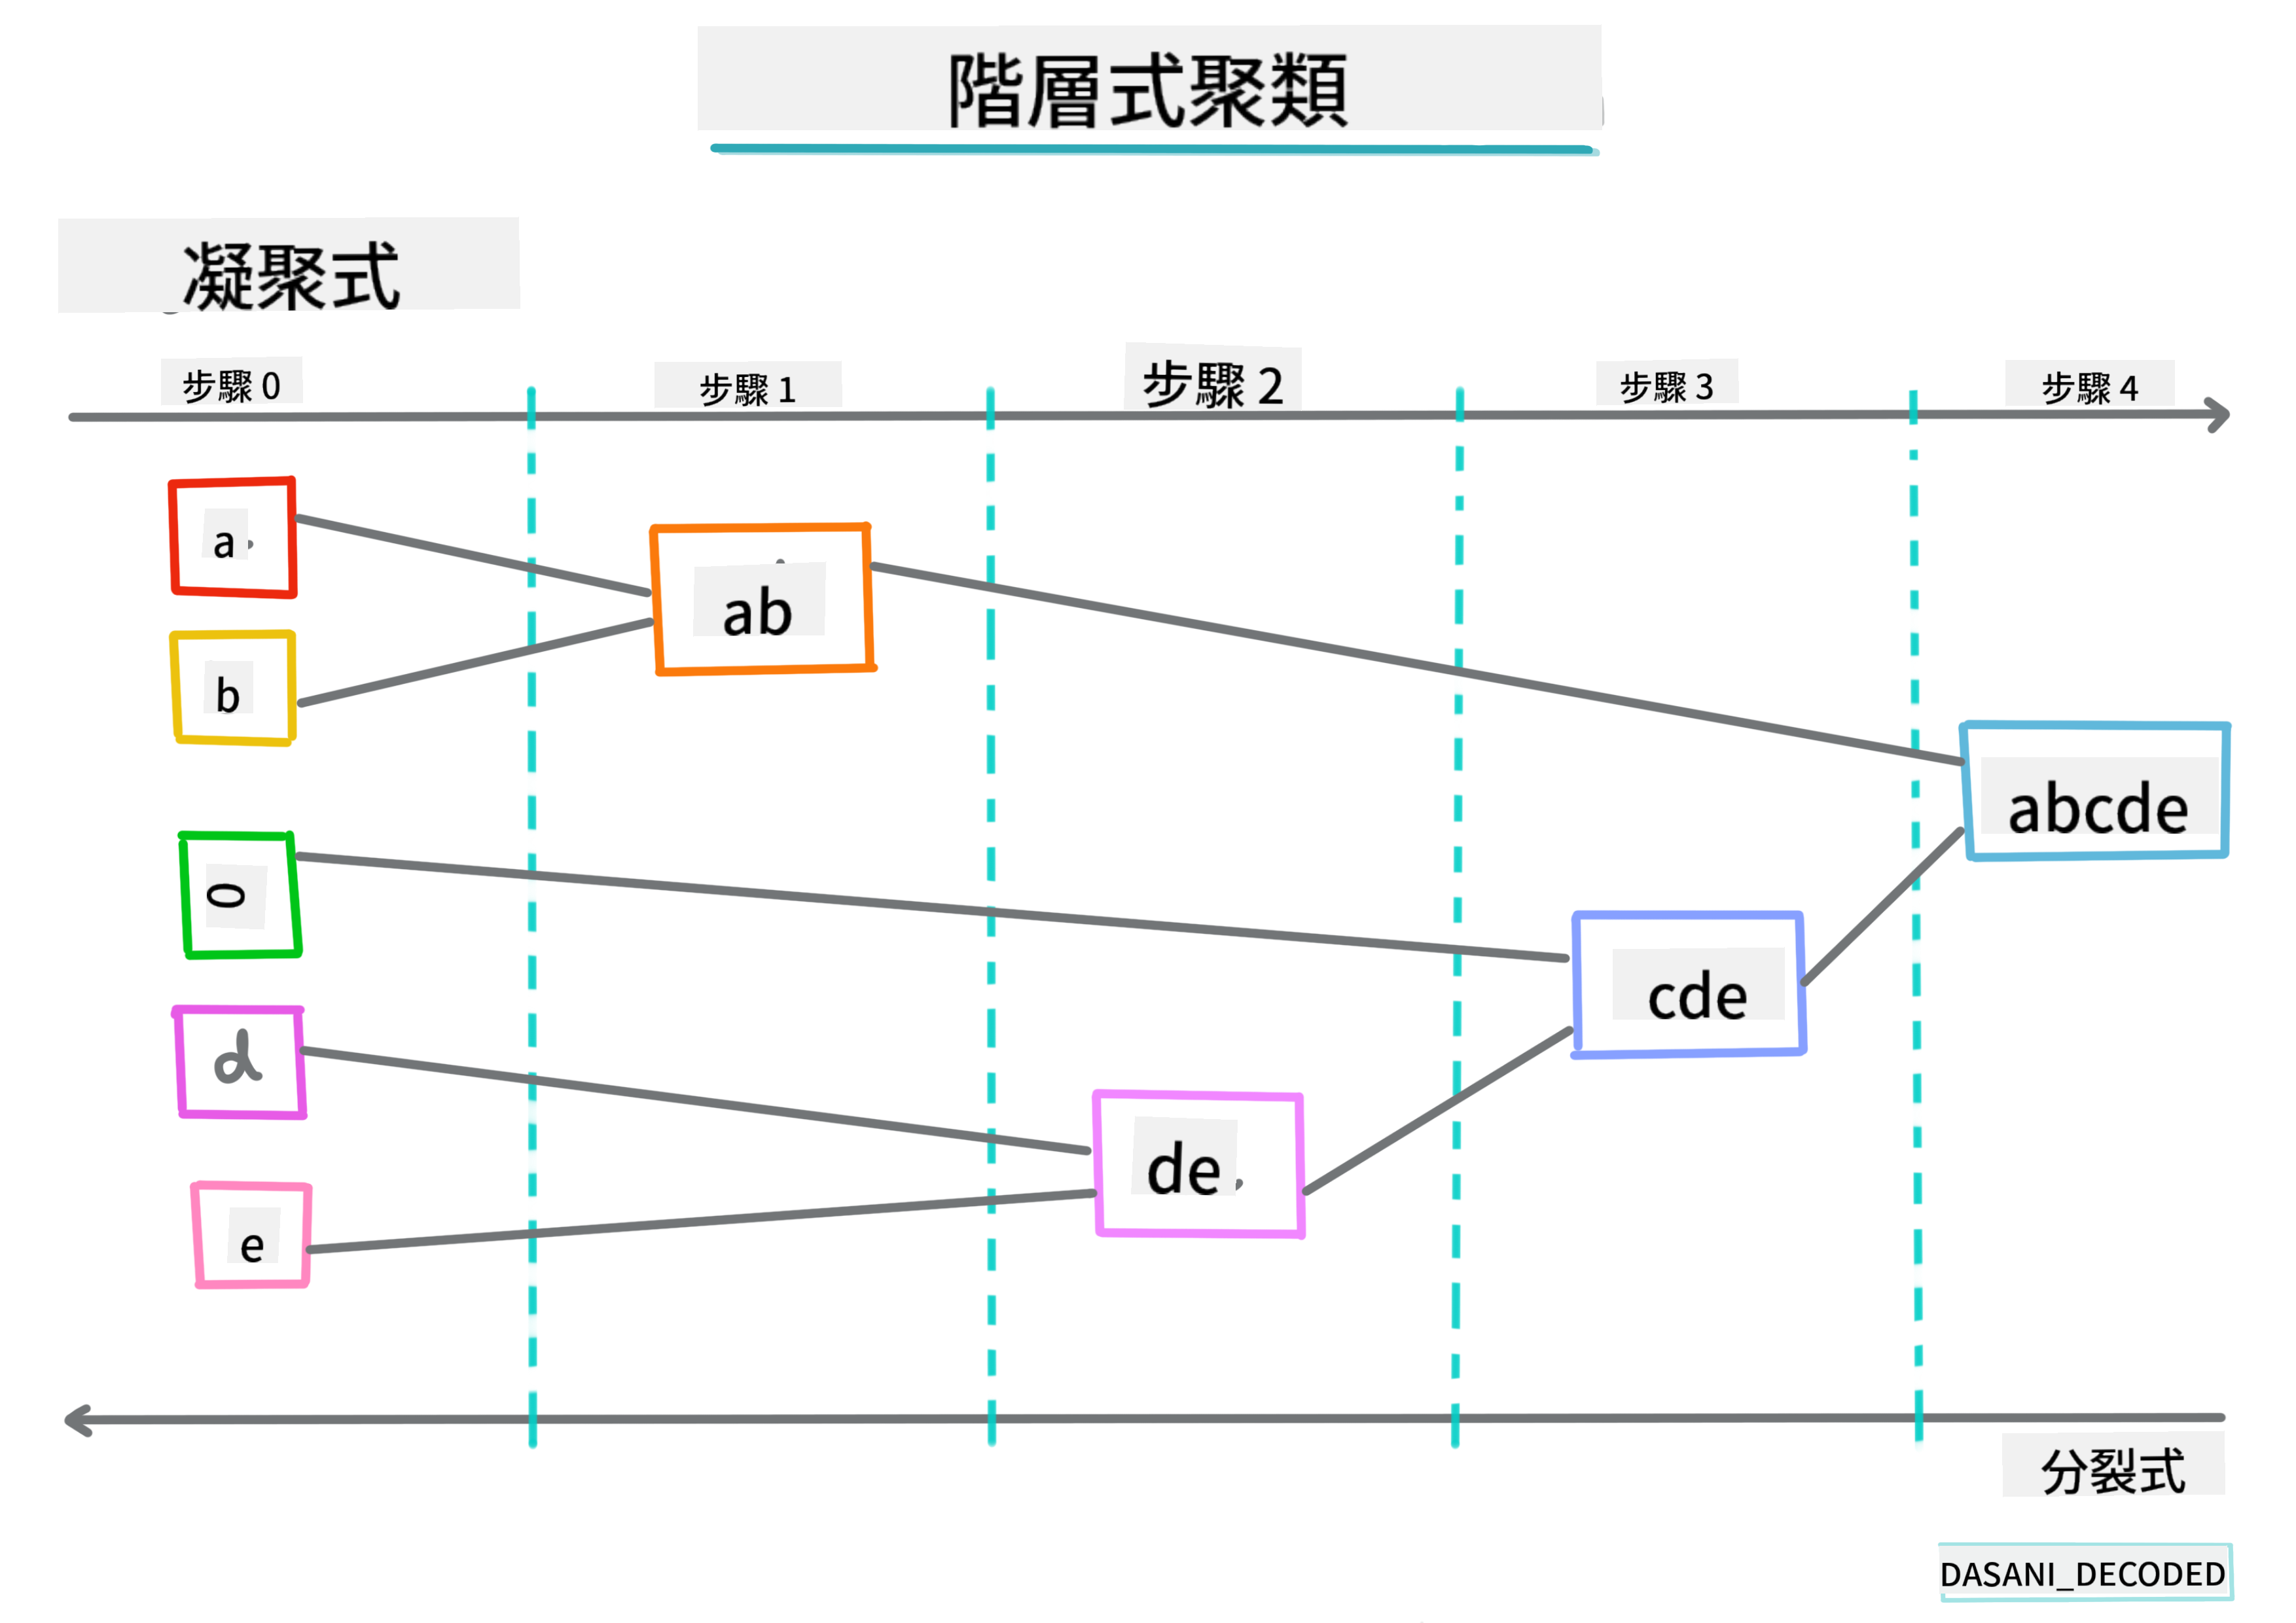 階層式聚類
凝聚式
步驟 0
步驟 1
步驟 2
步驟 3
步驟 4
a
b
ab
abcde
0
cde
d
de
e
分裂式
DASANI_DECODED